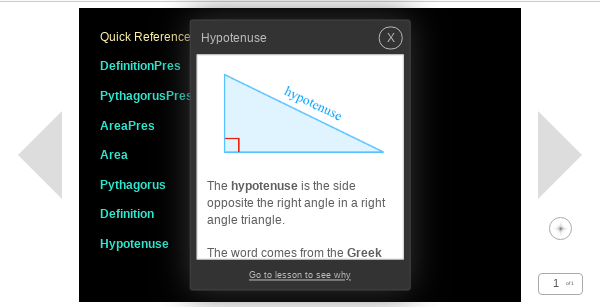 Quick Reference
DefinitionPres
PythagorusPres
AreaPres
Area
Pythagorus
Definition
Hypotenuse
Hypotenuse
X
hypotenuse
The hypotenuse is the side
opposite the right angle in a right
angle triangle.
The word comes from the Greek
Go to lesson to see why
1 of 1